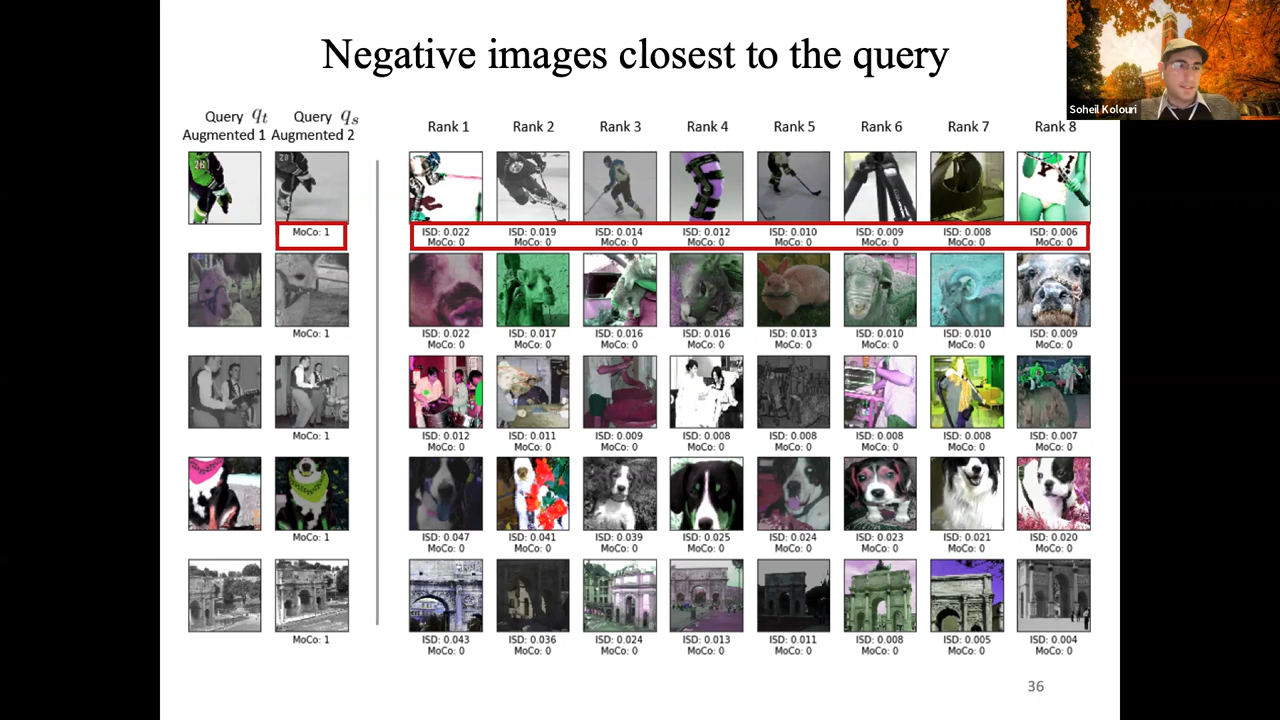 Negative images closest to the query
Soheil Kolouri
Query qt Query qs
Augmented 1 Augmented 2 Rank 1 Rank 2 Rank 3 Rank 4 Rank 5 Rank 6 Rank 7 Rank 8
MoCo: 1 ISD: 0.022 ISD: 0.019 ISD: 0.014 ISD: 0.012 ISD: 0.010 ISD: 0.009 ISD: 0.008 ISD: 0.006
MoCo: 0 MoCo: 0 MoCo: 0 MoCo: 0 MoCo: 0 MoCo: 0 MoCo: 0 MoCo: 0
MoCo: 1 ISD: 0.022 ISD: 0.017 ISD: 0.016 ISD: 0.016 ISD: 0.013 ISD: 0.010 ISD: 0.010 ISD: 0.009
MoCo: 0 MoCo: 0 MoCo: 0 MoCo: 0 MoCo: 0 MoCo: 0 MoCo: 0 MoCo: 0
MoCo: 1 ISD: 0.012 ISD: 0.011 ISD: 0.009 ISD: 0.008 ISD: 0.008 ISD: 0.008 ISD: 0.008 ISD: 0.007
MoCo: 0 MoCo: 0 MoCo: 0 MoCo: 0 MoCo: 0 MoCo: 0 MoCo: 0 MoCo: 0
MoCo: 1 ISD: 0.047 ISD: 0.041 ISD: 0.039 ISD: 0.025 ISD: 0.024 ISD: 0.023 ISD: 0.021 ISD: 0.020
MoCo: 0 MoCo: 0 MoCo: 0 MoCo: 0 MoCo: 0 MoCo: 0 MoCo: 0 MoCo: 0
MoCo: 1 ISD: 0.043 ISD: 0.036 ISD: 0.024 ISD: 0.013 ISD: 0.011 ISD: 0.008 ISD: 0.005 ISD: 0.004
MoCo: 0 MoCo: 0 MoCo: 0 MoCo: 0 MoCo: 0 MoCo: 0 MoCo: 0 MoCo: 0
36